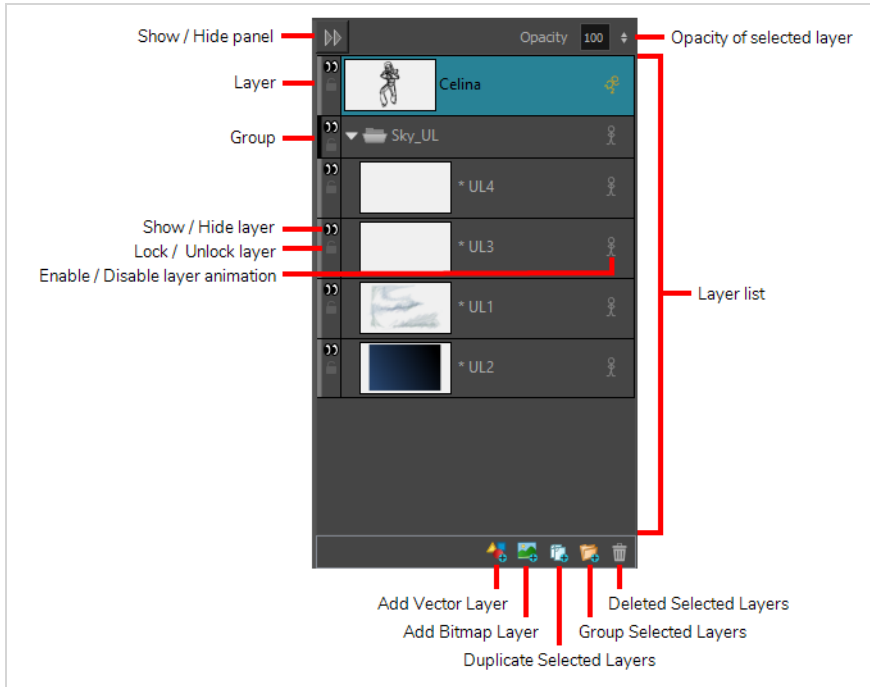 Show / Hide panel
Opacity 100
Opacity of selected layer
Layer
Celina
Group
Sky_UL
* UL4
Show / Hide layer
Lock / Unlock layer
* UL3
Enable / Disable layer animation
Layer list
* UL1
* UL2
Add Vector Layer
Deleted Selected Layers
Add Bitmap Layer
Group Selected Layers
Duplicate Selected Layers